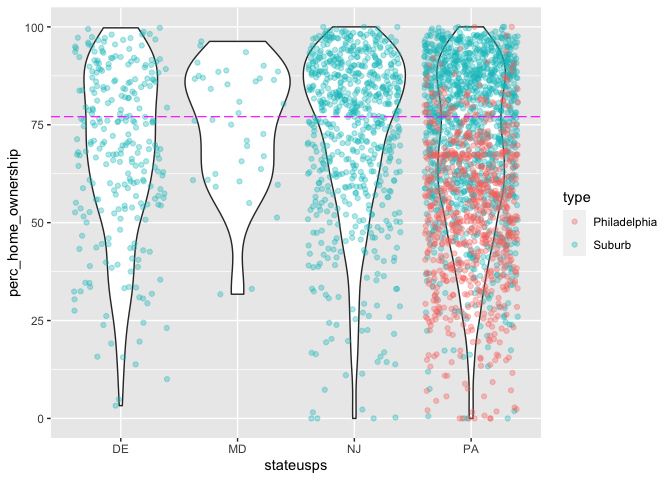 100
75
50
25
0
perc_home_ownership
DE
MD
NJ
PA
stateusps
type
Philadelphia
Suburb